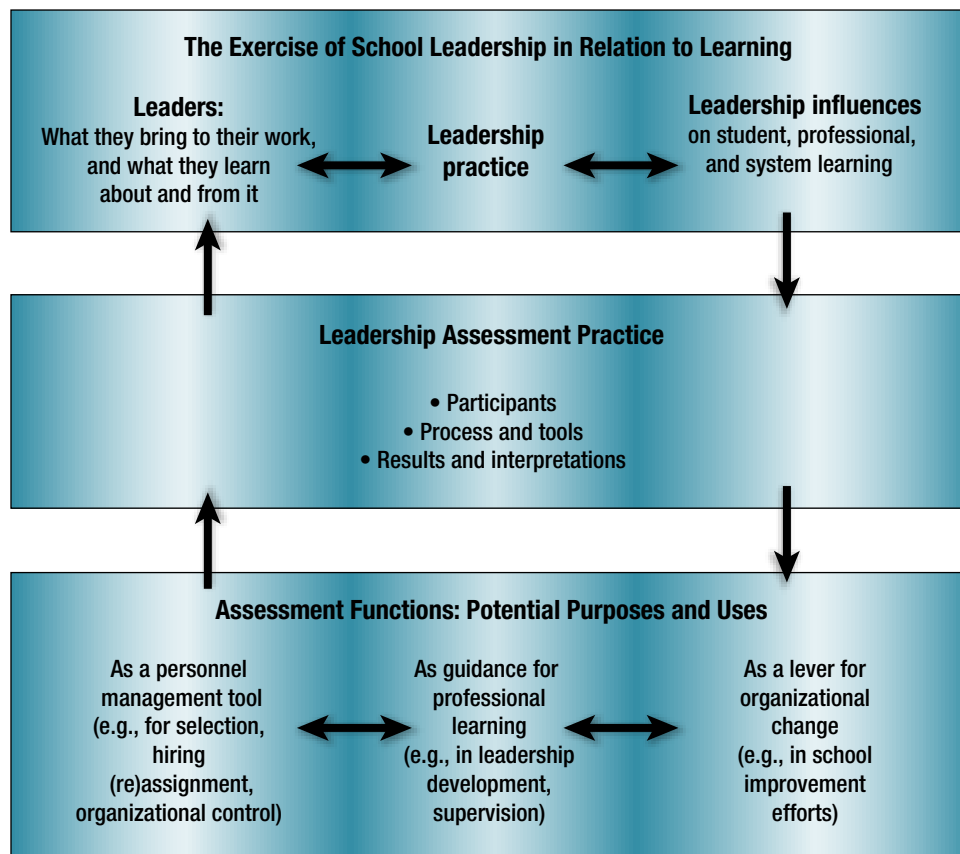 The Exercise of School Leadership in Relation to Learning
Leaders:
What they bring to their work,
and what they learn
about and from it
Leadership
practice
Leadership influences
on student, professional,
and system learning
Leadership Assessment Practice
• Participants
• Process and tools
• Results and interpretations
Assessment Functions: Potential Purposes and Uses
As a personnel
management tool
(e.g., for selection,
hiring
(re)assignment,
organizational control)
As guidance for
professional
learning
(e.g., in leadership
development,
supervision)
As a lever for
organizational
change
(e.g., in school
improvement
efforts)